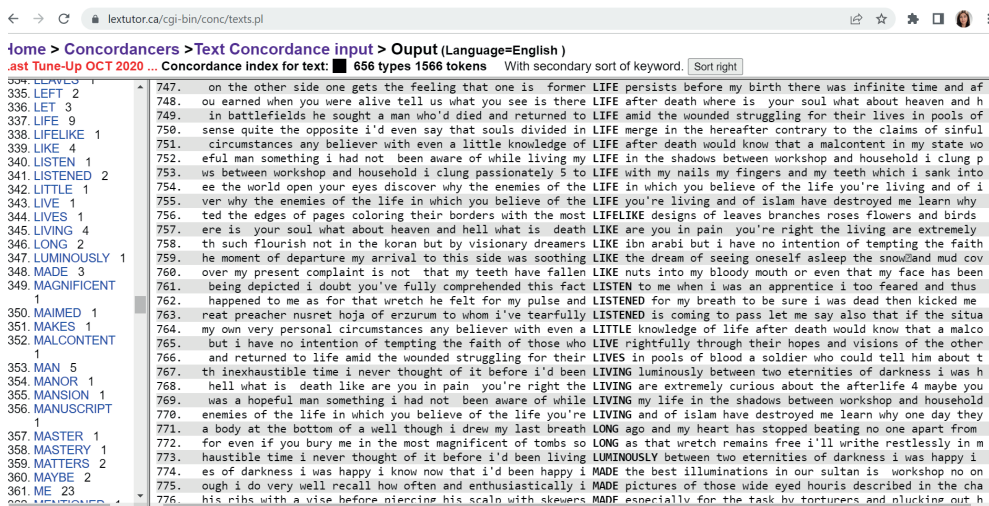 lextutor.ca/cgi-bin/conc/texts.pl
Home > Concordancers >Text Concordance input > Ouput (Language=English )
Last Tune-Up OCT 2020 ... Concordance index for text: 656 types 1566 tokens With secondary sort of keyword. Sort right
334. LEAVES 1
335. LEFT 2
336. LET 3
337. LIFE 9
338. LIFELIKE 1
339. LIKE 4
340. LISTEN 1
341. LISTENED 2
342. LITTLE 1
343. LIVE 1
344. LIVES 1
345. LIVING 4
346. LONG 2
347. LUMINOUSLY 1
348. MADE 3
349. MAGNIFICENT
1
350. MAIMED 1
351. MAKES 1
352. MALCONTENT
1
353. MAN 5
354. MANOR 1
355. MANSION 1
356. MANUSCRIPT
1
357. MASTER 1
358. MASTERY 1
359. MATTERS 2
360. MAYBE 2
361. ME 23
362. MENTIONED 1
747. on the other side one gets the feeling that one is former LIFE persists before my birth there was infinite time and af
748. ou earned when you were alive tell us what you see is there LIFE after death where is your soul what about heaven and h
749. in battlefields he sought a man who'd died and returned to LIFE amid the wounded struggling for their lives in pools of
750. sense quite the opposite i'd even say that souls divided in LIFE merge in the hereafter contrary to the claims of sinful
751. circumstances any believer with even a little knowledge of LIFE after death would know that a malcontent in my state wo
752. eful man something i had not been aware of while living my LIFE in the shadows between workshop and household i clung p
753. ws between workshop and household i clung passionately 5 to LIFE with my nails my fingers and my teeth which i sank into
754. ee the world open your eyes discover why the enemies of the LIFE in which you believe of the life you're living and of i
755. ver why the enemies of the life in which you believe of the LIFE you're living and of islam have destroyed me learn why
756. ted the edges of pages coloring their borders with the most LIFELIKE designs of leaves branches roses flowers and birds
757. ere is your soul what about heaven and hell what is death LIKE are you in pain you're right the living are extremely
758. th such flourish not in the koran but by visionary dreamers LIKE ibn arabi but i have no intention of tempting the faith
759. he moment of departure my arrival to this side was soothing LIKE the dream of seeing oneself asleep the snow and mud cov
760. over my present complaint is not that my teeth have fallen LIKE nuts into my bloody mouth or even that my face has been
761. being depicted i doubt you've fully comprehended this fact LISTEN to me when i was an apprentice i too feared and thus
762. happened to me as for that wretch he felt for my pulse and LISTENED for my breath to be sure i was dead then kicked me
763. reat preacher nusret hoja of erzurum to whom i've tearfully LISTENED is coming to pass let me say also that if the situa
764. my own very personal circumstances any believer with even a LITTLE knowledge of life after death would know that a malco
765. but i have no intention of tempting the faith of those who LIVE rightfully through their hopes and visions of the other
766. and returned to life amid the wounded struggling for their LIVES in pools of blood a soldier who could tell him about t
767. th inexhaustible time i never thought of it before i'd been LIVING luminously between two eternities of darkness i was h
768. hell what is death like are you in pain you're right the LIVING are extremely curious about the afterlife 4 maybe you
769. was a hopeful man something i had not been aware of while LIVING my life in the shadows between workshop and household
770. enemies of the life in which you believe of the life you're LIVING and of islam have destroyed me learn why one day they
771. a body at the bottom of a well though i drew my last breath LONG ago and my heart has stopped beating no one apart from
772. for even if you bury me in the most magnificent of tombs so LONG as that wretch remains free i'll writhe restlessly in m
773. haustible time i never thought of it before i'd been living LUMINOUSLY between two eternities of darkness i was happy i
774. es of darkness i was happy i know now that i'd been happy i MADE the best illuminations in our sultan is workshop no on
775. ough i do very well recall how often and enthusiastically i MADE pictures of those wide eyed houris described in the cha
776. his ribs with a vise before piercing his scalp with skewers MADE especially for the task by torturers and plucking out h